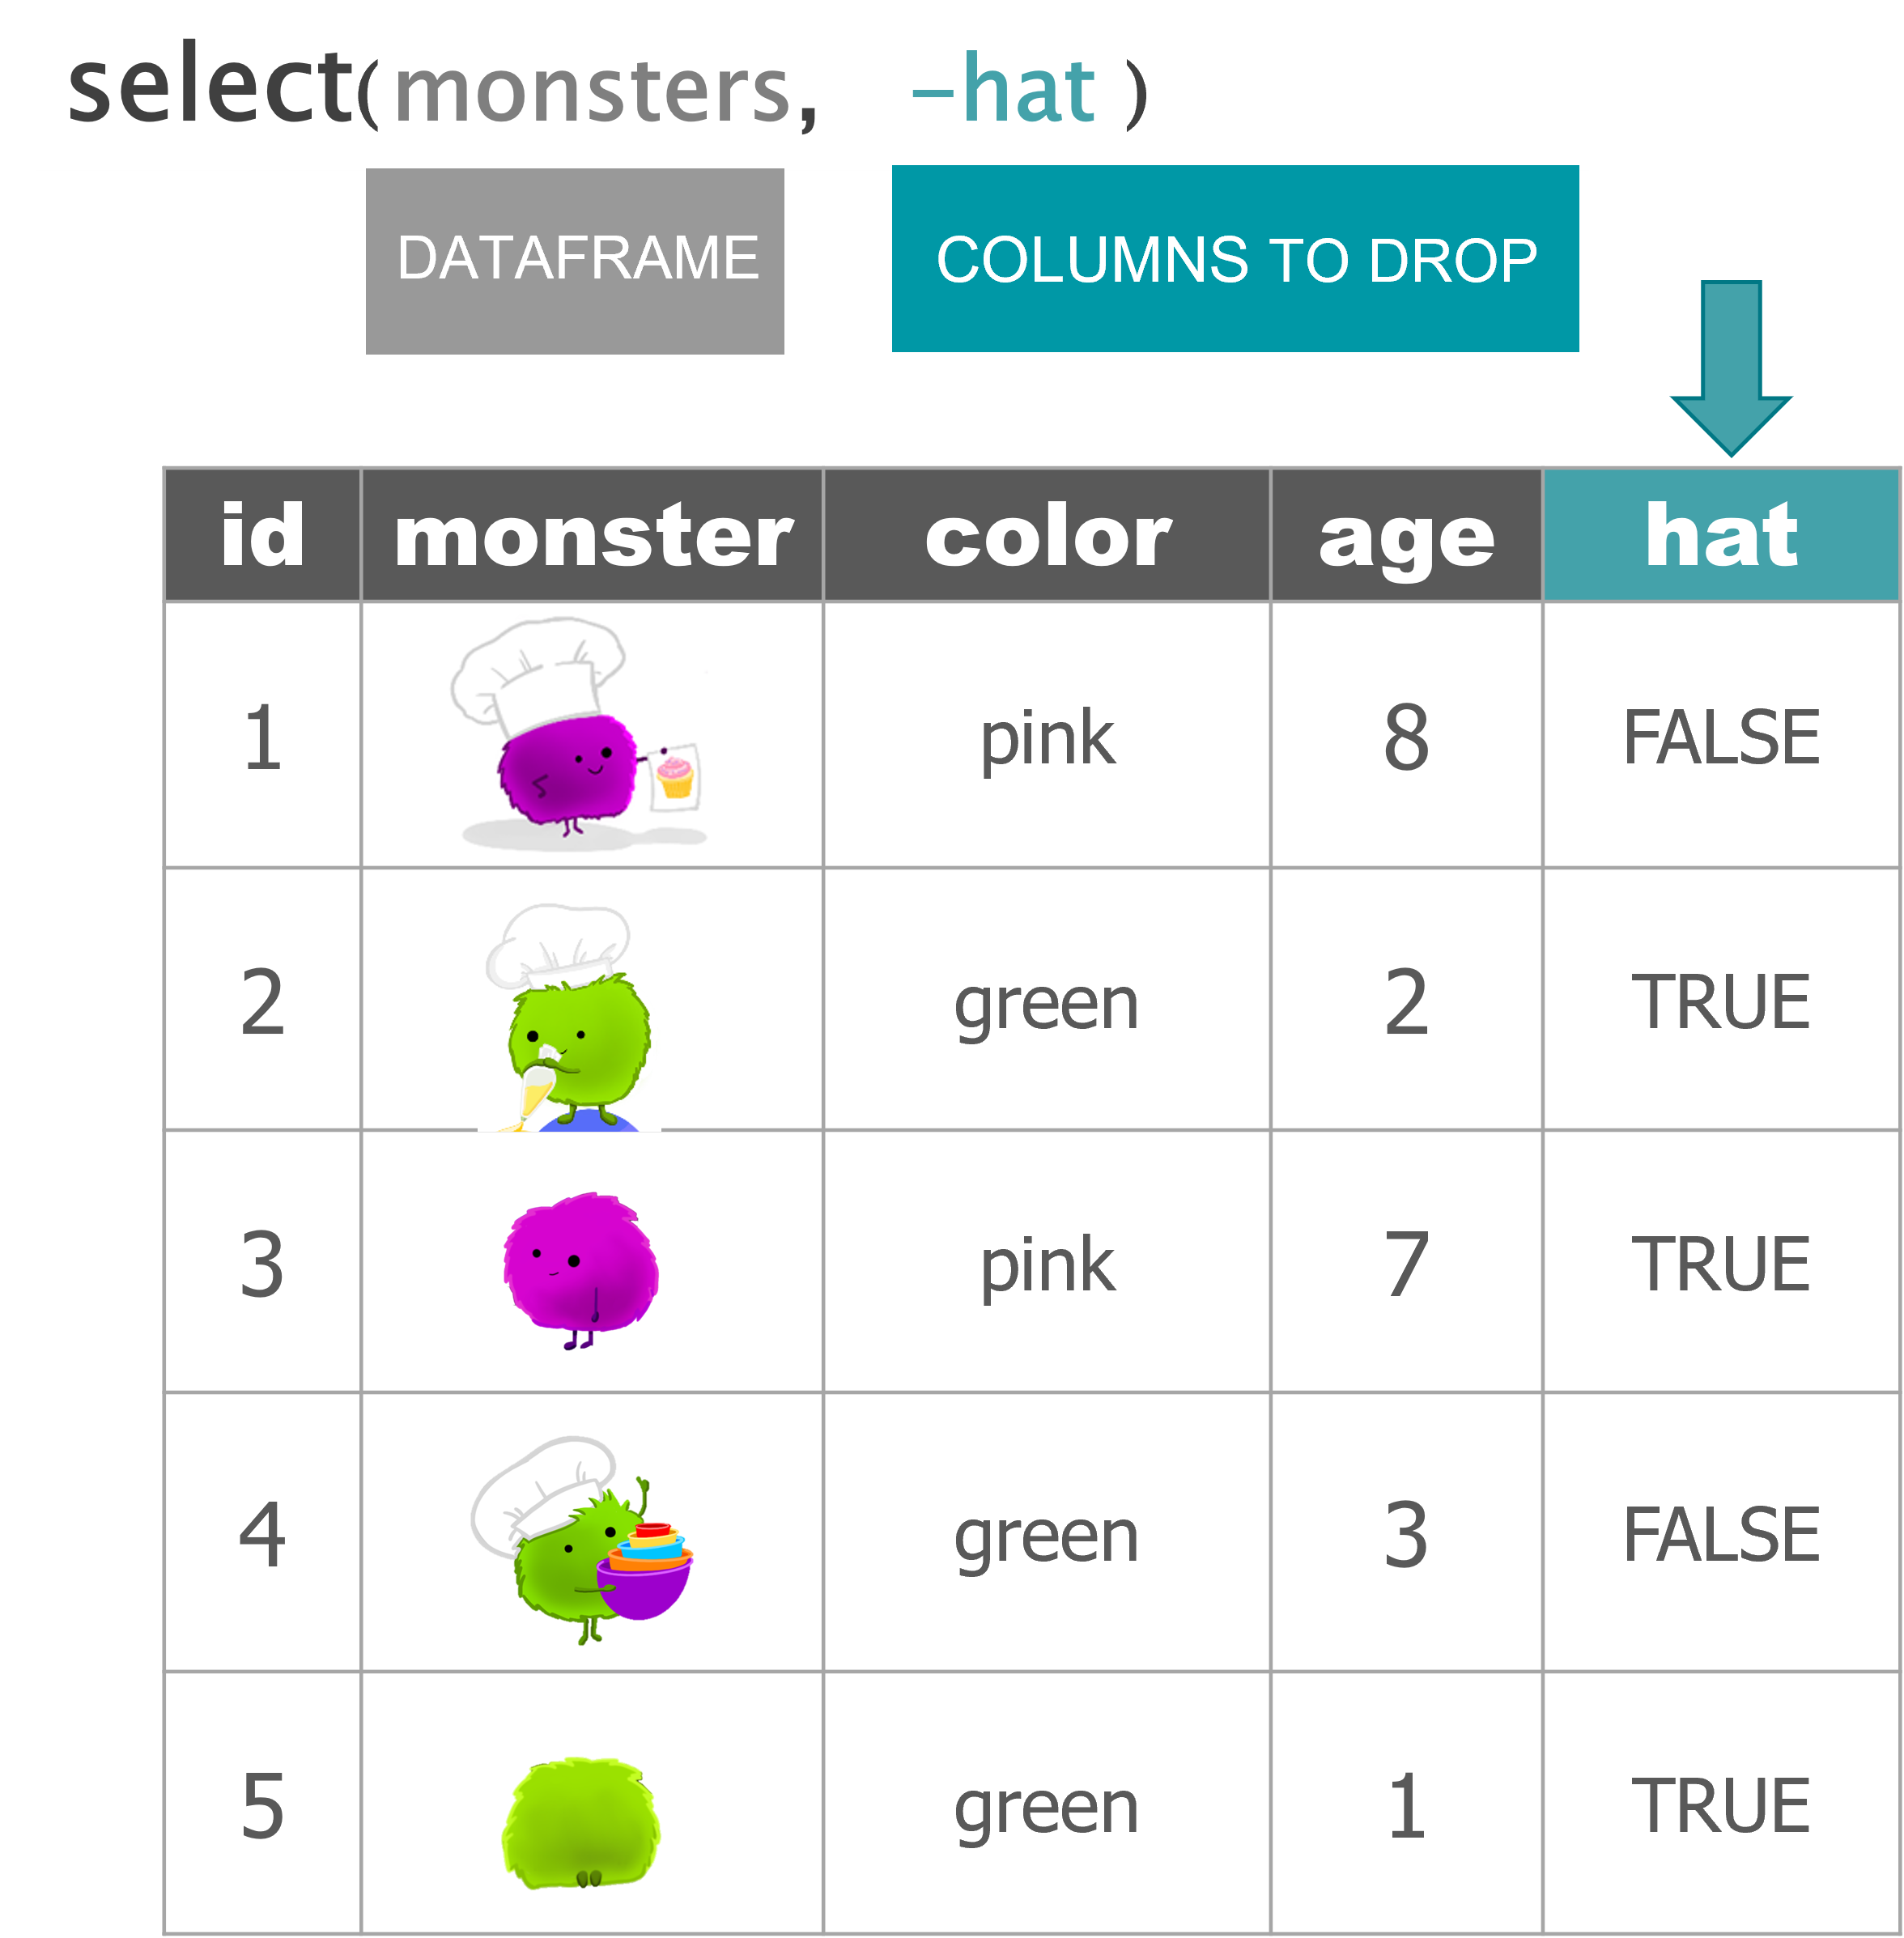 select(monsters, -hat )
DATAFRAME COLUMNS TO DROP
id monster color age hat
1 pink 8 FALSE
2 green 2 TRUE
3 pink 7 TRUE
4 green 3 FALSE
5 green 1 TRUE